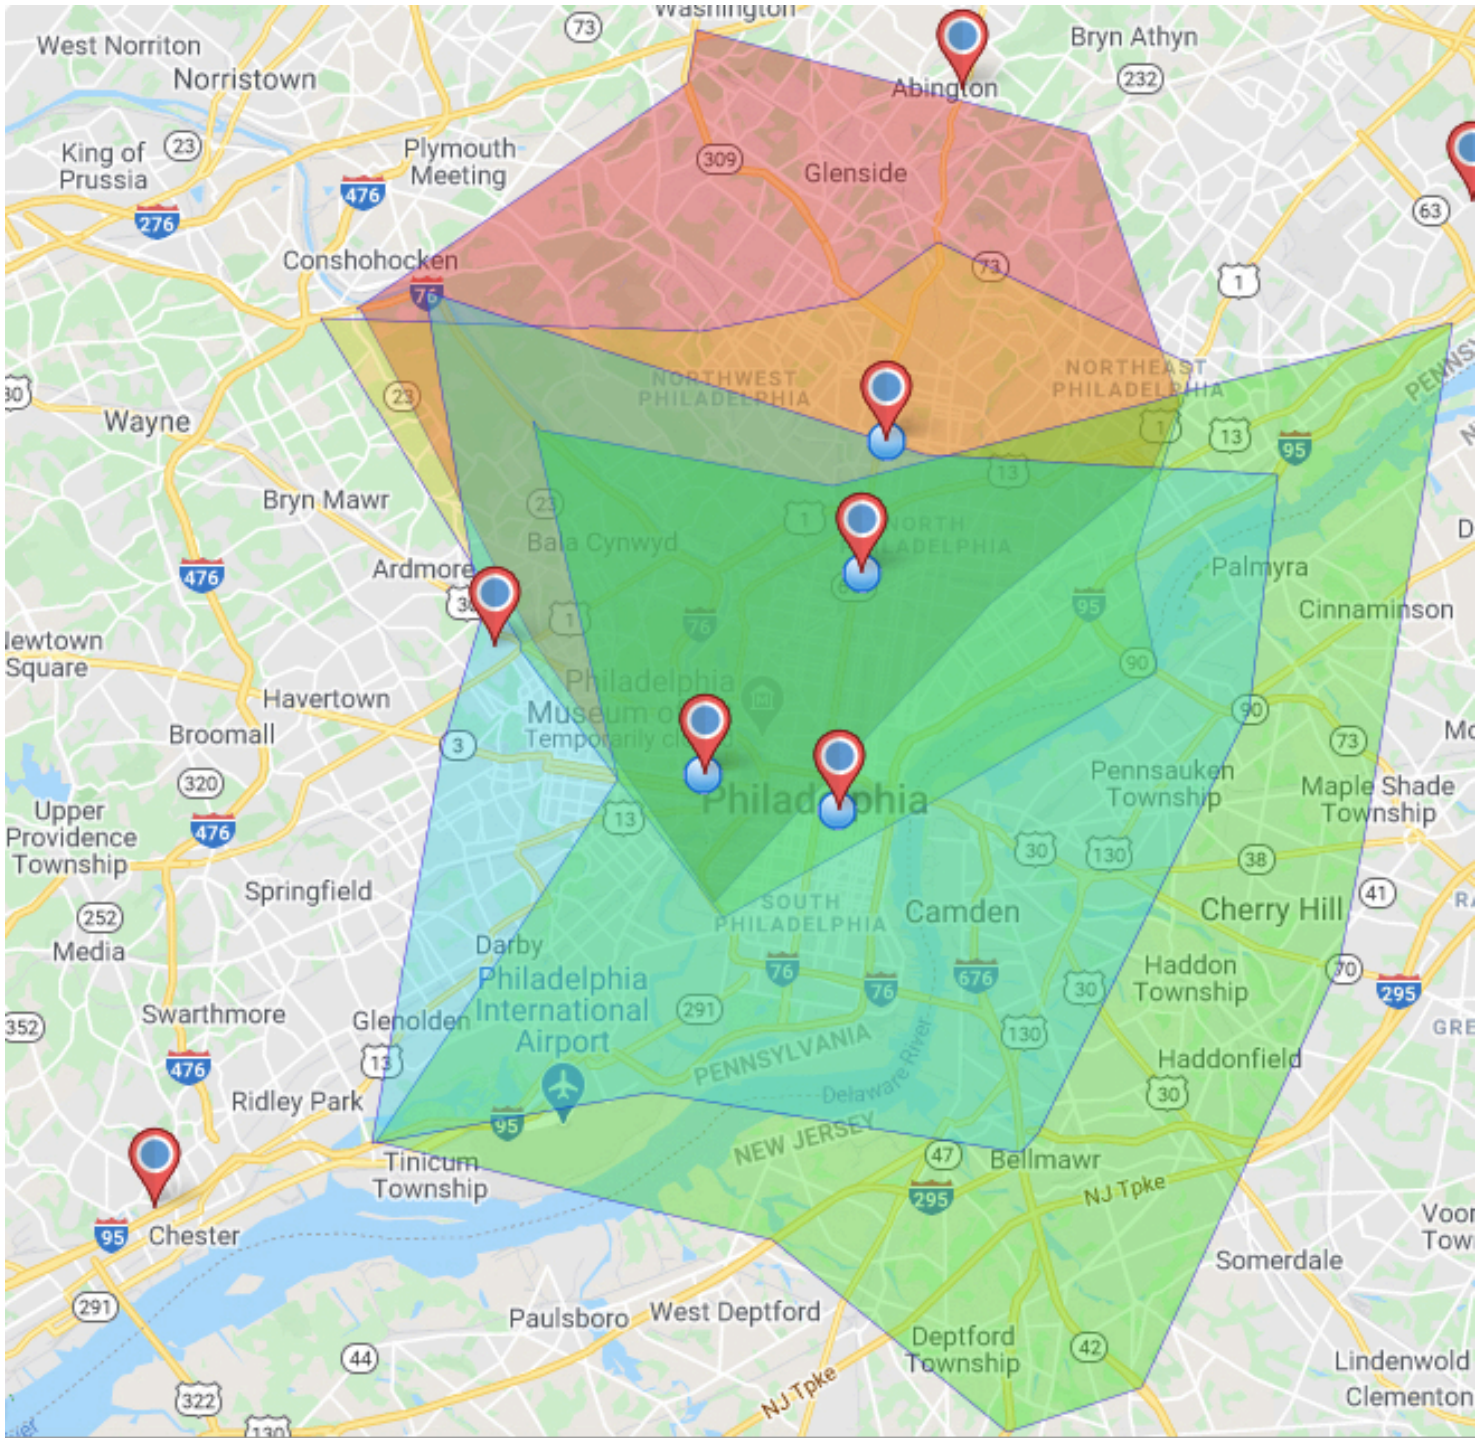 Washington
73
Bryn Athyn
West Norriton
Norristown
232
Abington
23
King of
Prussia
Plymouth
Meeting
309
Glenside
476
276
63
Conshohocken
73
76
1
NORTHWEST
PHILADELPHIA
NORTHEAST
PHILADELPHIA
PENNSY
30
23
Wayne
1
13
95
13
Bryn Mawr
23
1
NORTH
Bala Cynwyd
Ardmore
476
Palmyra
30
1
76
95
Cinnaminson
Newtown
Square
90
Havertown
Philadelphia
Museum o
Temporarily cl
90
Broomall
3
73
320
Pennsauken
Township
Maple Shade
Township
Upper
Providence
Township
476
13
Philadelphia
30
130
38
Springfield
41
252
Media
SOUTH
PHILADELPHIA
Camden
Cherry Hill
Darby
Philadelphia
International
Airport
76
76
676
30
Haddon
Township
70
295
Swarthmore
352
Glenolden
291
130
GRE
13
476
PENNSYLVANIA
Delaware River
Haddonfield
30
Ridley Park
95
NEW JERSEY
47
Bellmawr
Tinicum
Township
295
NJ Tpke
95
Chester
Somerdale
291
Paulsboro
West Deptford
Deptford
Township
42
44
Lindenwold
Clementon
322
NJ Tpke
130